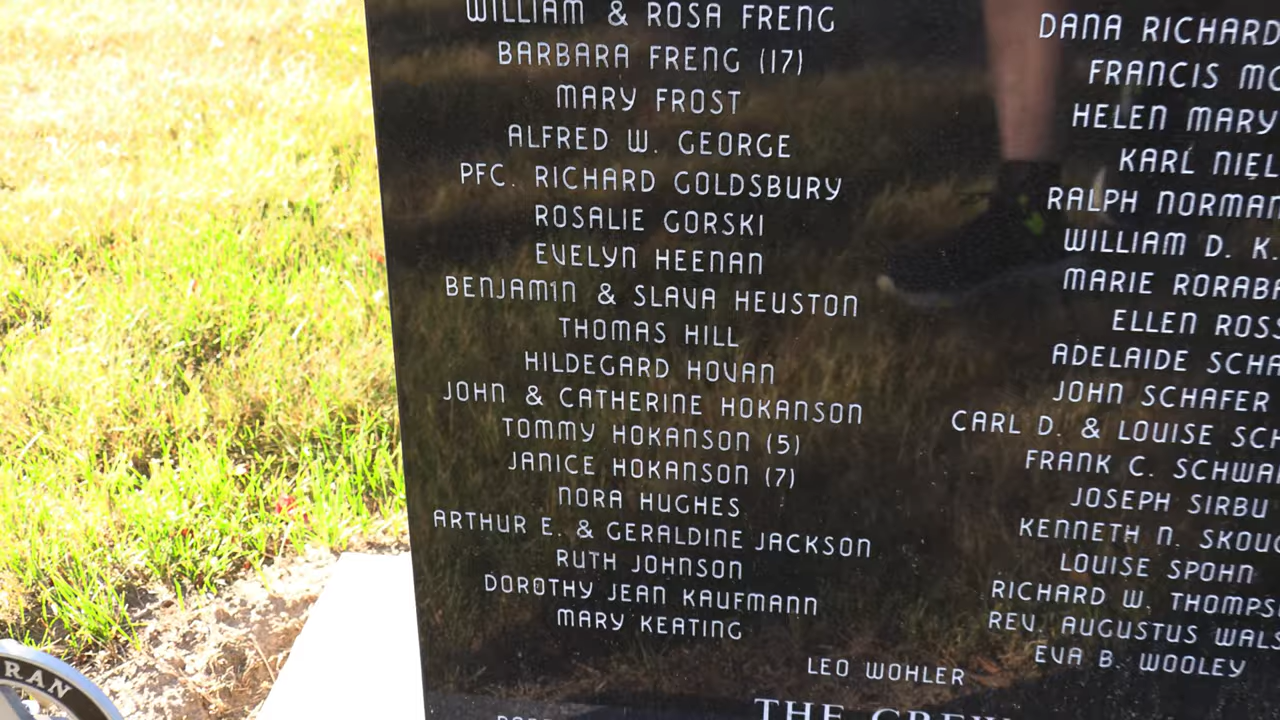 WILLIAM & ROSA FRENG
BARBARA FRENG (17)
MARY FROST
ALFRED W. GEORGE
PFC. RICHARD GOLDSBURY
ROSALIE GORSKI
EVELYN HEENAN
BENJAMIN & SLAVA HEUSTON
THOMAS HILL
HILDEGARD HOVAN
JOHN & CATHERINE HOKANSON
TOMMY HOKANSON (5)
JANICE HOKANSON (7)
NORA HUGHES
ARTHUR E. & GERALDINE JACKSON
RUTH JOHNSON
DOROTHY JEAN KAUFMANN
MARY KEATING
DANA RICHARD
FRANCIS
HELEN MARY
KARL
RALPH NORMAN
WILLIAM D. K.
MARIE
ELLEN ROSS
ADELAIDE
JOHN SCHAFER
CARL D. & LOUISE
FRANK C.
JOSEPH SIRBU
KENNETH N.
LOUISE SPOHN
RICHARD W.
REV. AUGUSTUS
EVA B. WOOLEY
LEO WOHLER
THE CREW
RAN